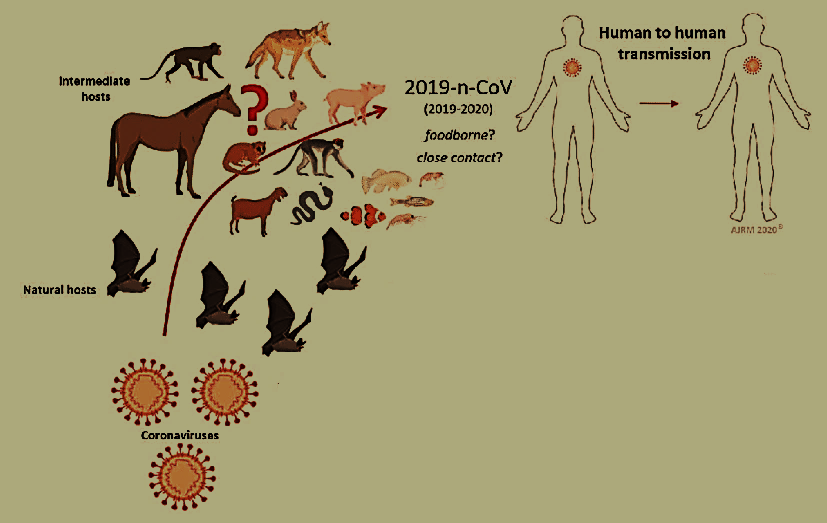 Intermediate
hosts
?
2019-n-CoV
(2019-2020)
foodborne?
close contact?
Human to human
transmission
AJRM 2020®
Natural hosts
Coronaviruses